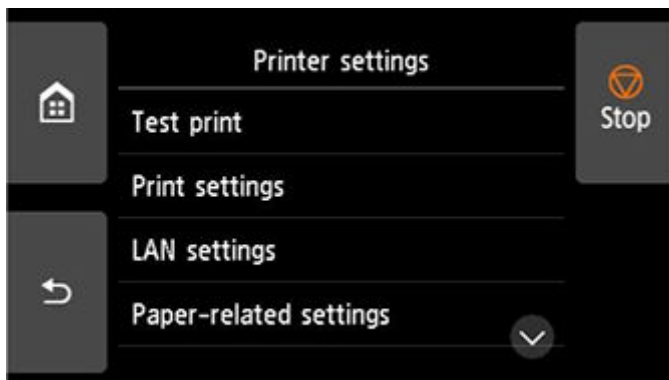 Printer settings
Stop
Test print
Print settings
LAN settings
Paper-related settings